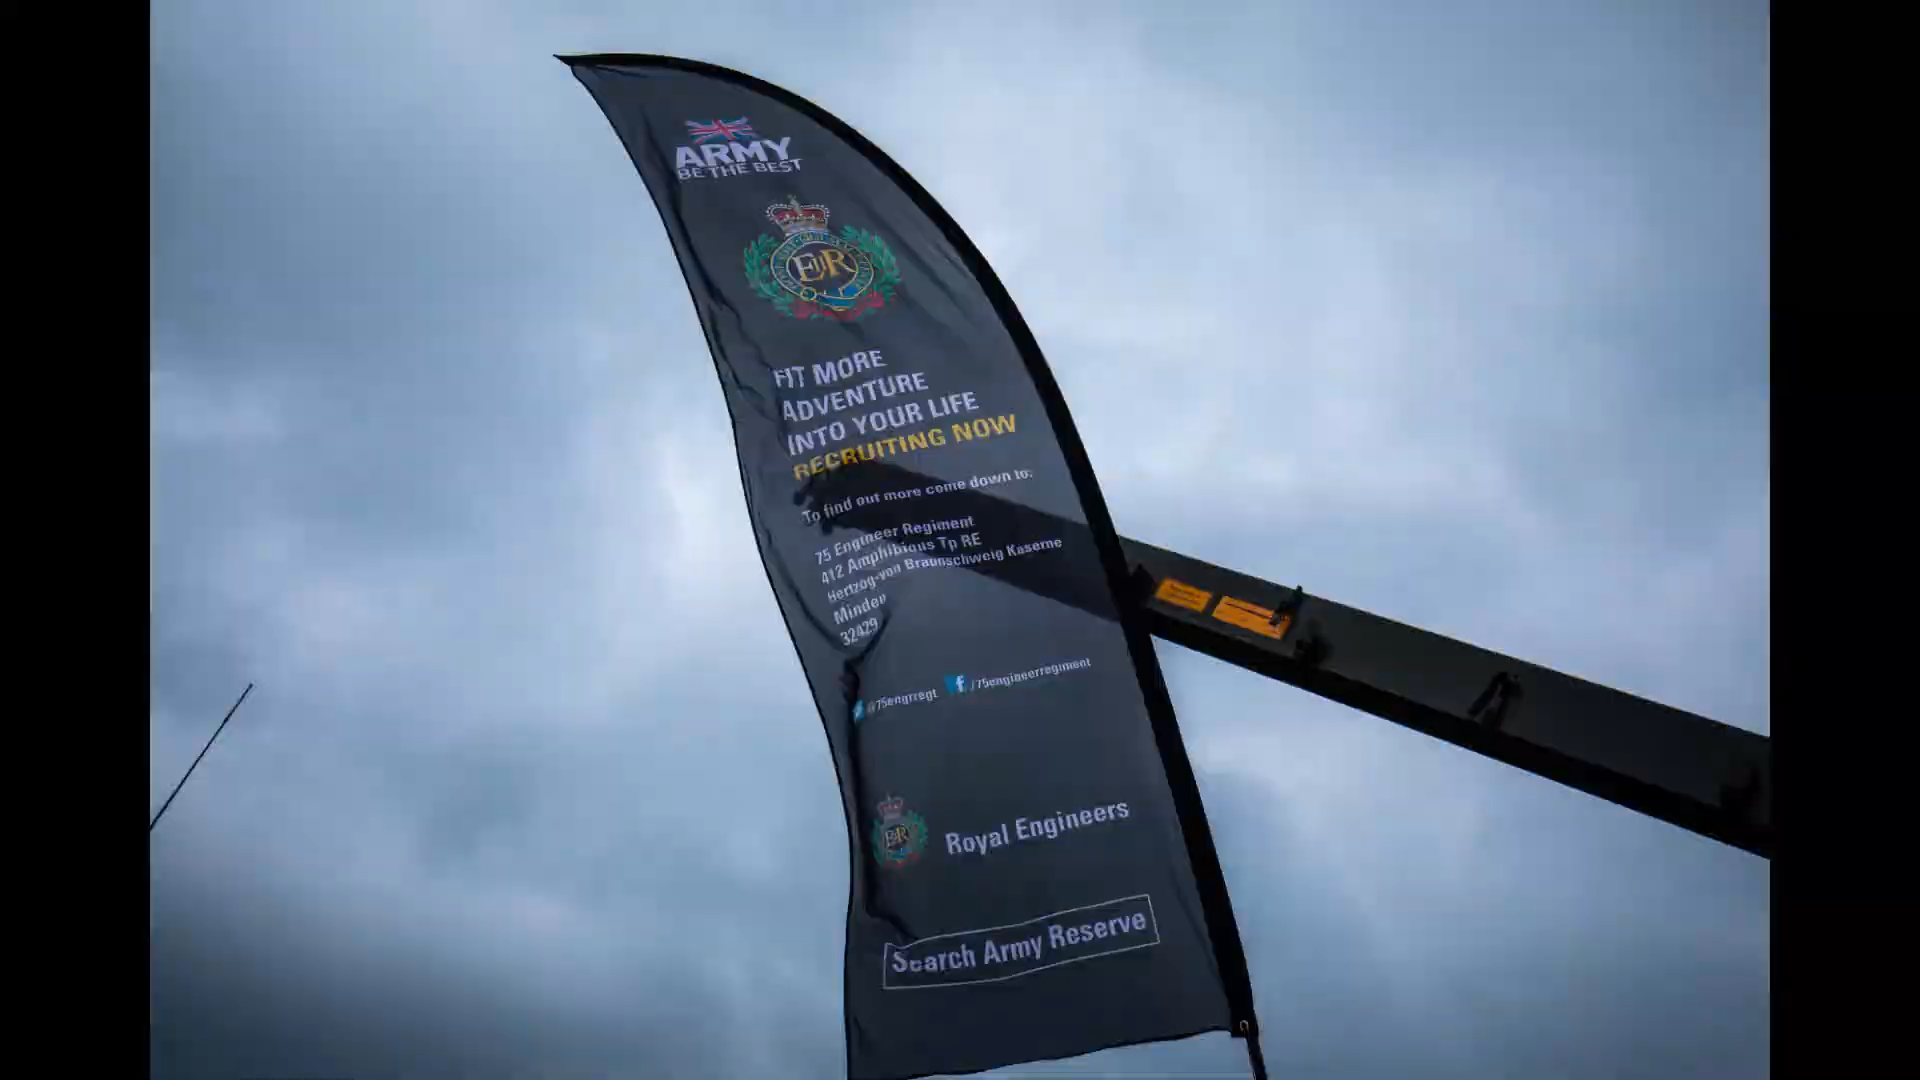 ARMY
BE THE BEST
EIIR
FIT MORE
ADVENTURE
INTO YOUR LIFE
RECRUITING NOW
To find out more come down to:
75 Engineer Regiment
412 Amphibious Tp RE
Hertzog-von Braunschweig Kaserne
Minden
32429
@75engrregt f /75engineerregiment
EIIR
Royal Engineers
Search Army Reserve